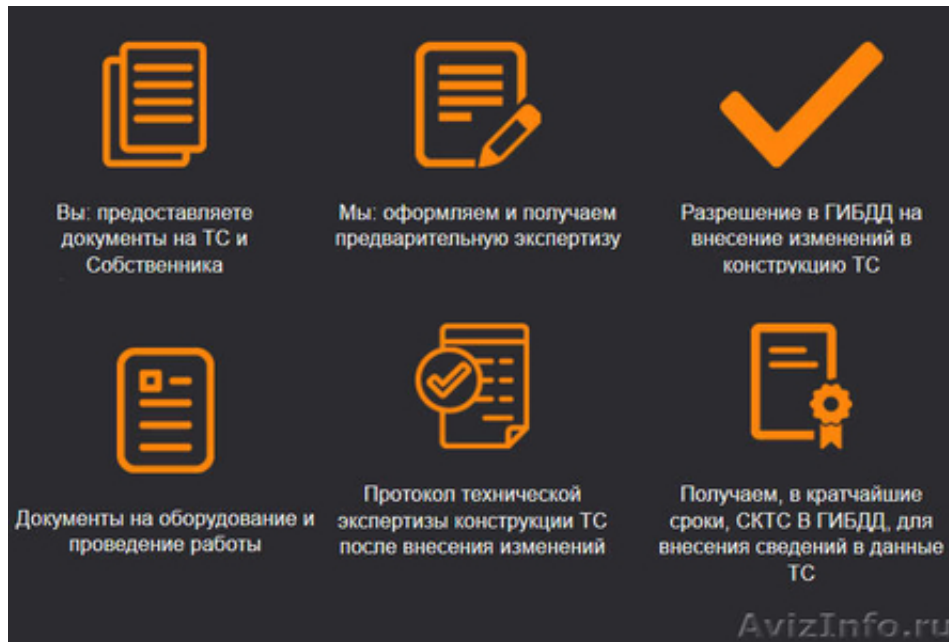 Вы: предоставляете
документы на ТС и
Собственника
Мы: оформляем и получаем
предварительную экспертизу
Разрешение в ГИБДД на
внесение изменений в
конструкцию ТС
Документы на оборудование и
проведение работы
Протокол технической
экспертизы конструкции ТС
после внесения изменений
Получаем, в кратчайшие
сроки, СКТС В ГИБДД, для
внесения сведений в данные
ТС
AvizInfo.ru